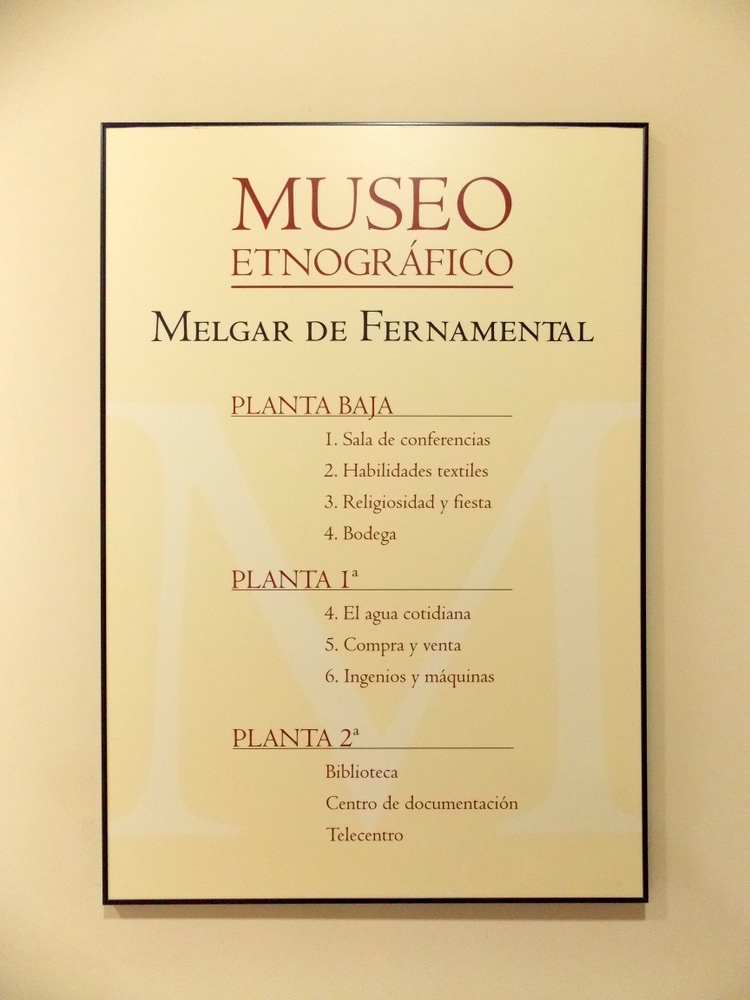 MUSEO
ETNOGRÁFICO
MELGAR DE FERNAMENTAL
PLANTA BAJA
1. Sala de conferencias
2. Habilidades textiles
3. Religiosidad y fiesta
4. Bodega
PLANTA 1ª
4. El agua cotidiana
5. Compra y venta
6. Ingenios y máquinas
PLANTA 2ª
Biblioteca
Centro de documentación
Telecentro